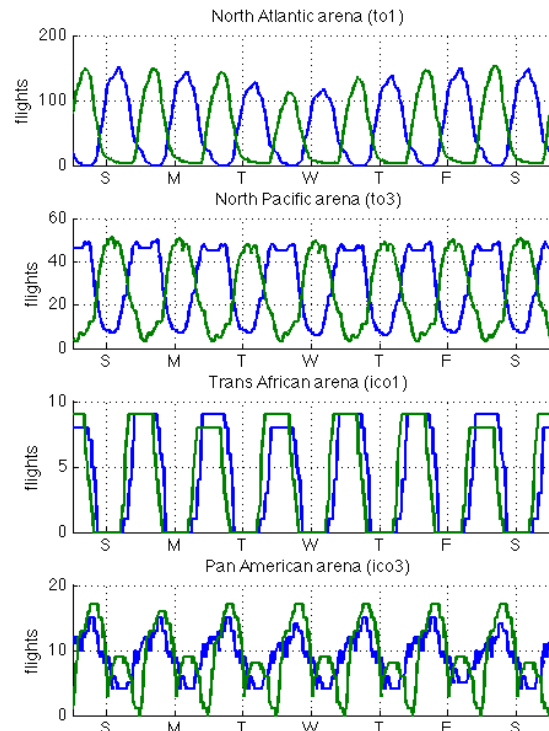 North Atlantic arena (to1)
200
100
0
flights
S M T W T F S
North Pacific arena (to3)
60
40
20
0
flights
S M T W T F S
Trans African arena (ico1)
10
5
0
flights
S M T W T F S
Pan American arena (ico3)
20
10
0
flights
S M T W T F S